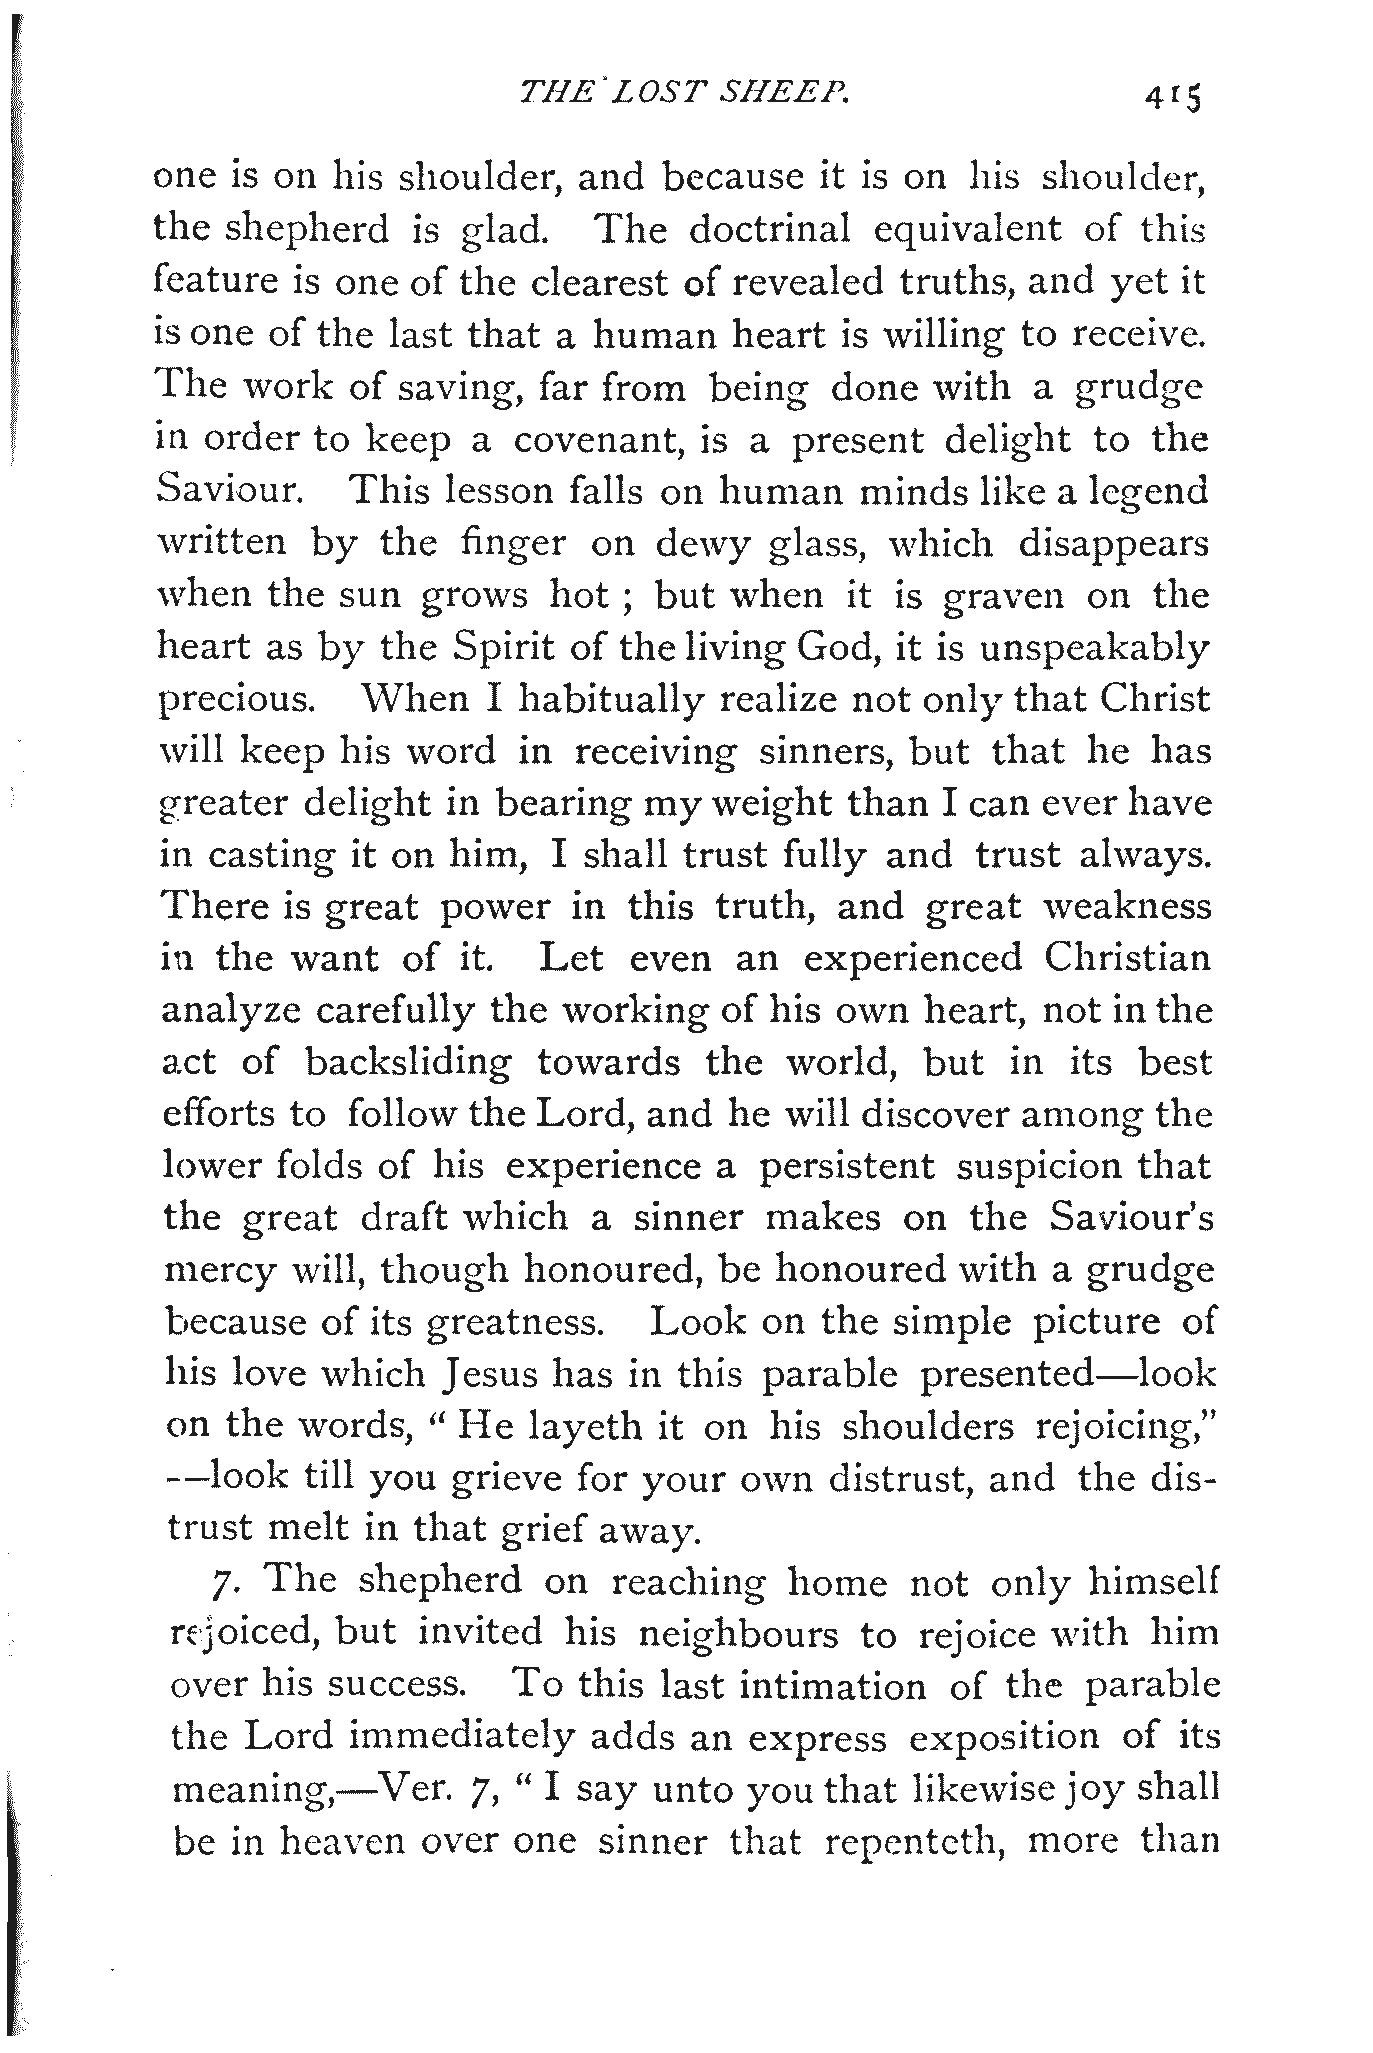 THE LOST SHEEP. 415
one is on his shoulder, and because it is on his shoulder,
the shepherd is glad. The doctrinal equivalent of this
feature is one of the clearest of revealed truths, and yet it
is one of the last that a human heart is willing to receive.
The work of saving, far from being done with a grudge
in order to keep a covenant, is a present delight to the
Saviour. This lesson falls on human minds like a legend
written by the finger on dewy glass, which disappears
when the sun grows hot ; but when it is graven on the
heart as by the Spirit of the living God, it is unspeakably
precious. When I habitually realize not only that Christ
will keep his word in receiving sinners, but that he has
greater delight in bearing my weight than I can ever have
in casting it on him, I shall trust fully and trust always.
There is great power in this truth, and great weakness
in the want of it. Let even an experienced Christian
analyze carefully the working of his own heart, not in the
act of backsliding towards the world, but in its best
efforts to follow the Lord, and he will discover among the
lower folds of his experience a persistent suspicion that
the great draft which a sinner makes on the Saviour's
mercy will, though honoured, be honoured with a grudge
because of its greatness. Look on the simple picture of
his love which Jesus has in this parable presented—look
on the words, “ He layeth it on his shoulders rejoicing,”
—look till you grieve for your own distrust, and the dis-
trust melt in that grief away.
7. The shepherd on reaching home not only himself
rejoiced, but invited his neighbours to rejoice with him
over his success. To this last intimation of the parable
the Lord immediately adds an express exposition of its
meaning,—Ver. 7, “ I say unto you that likewise joy shall
be in heaven over one sinner that repenteth, more than